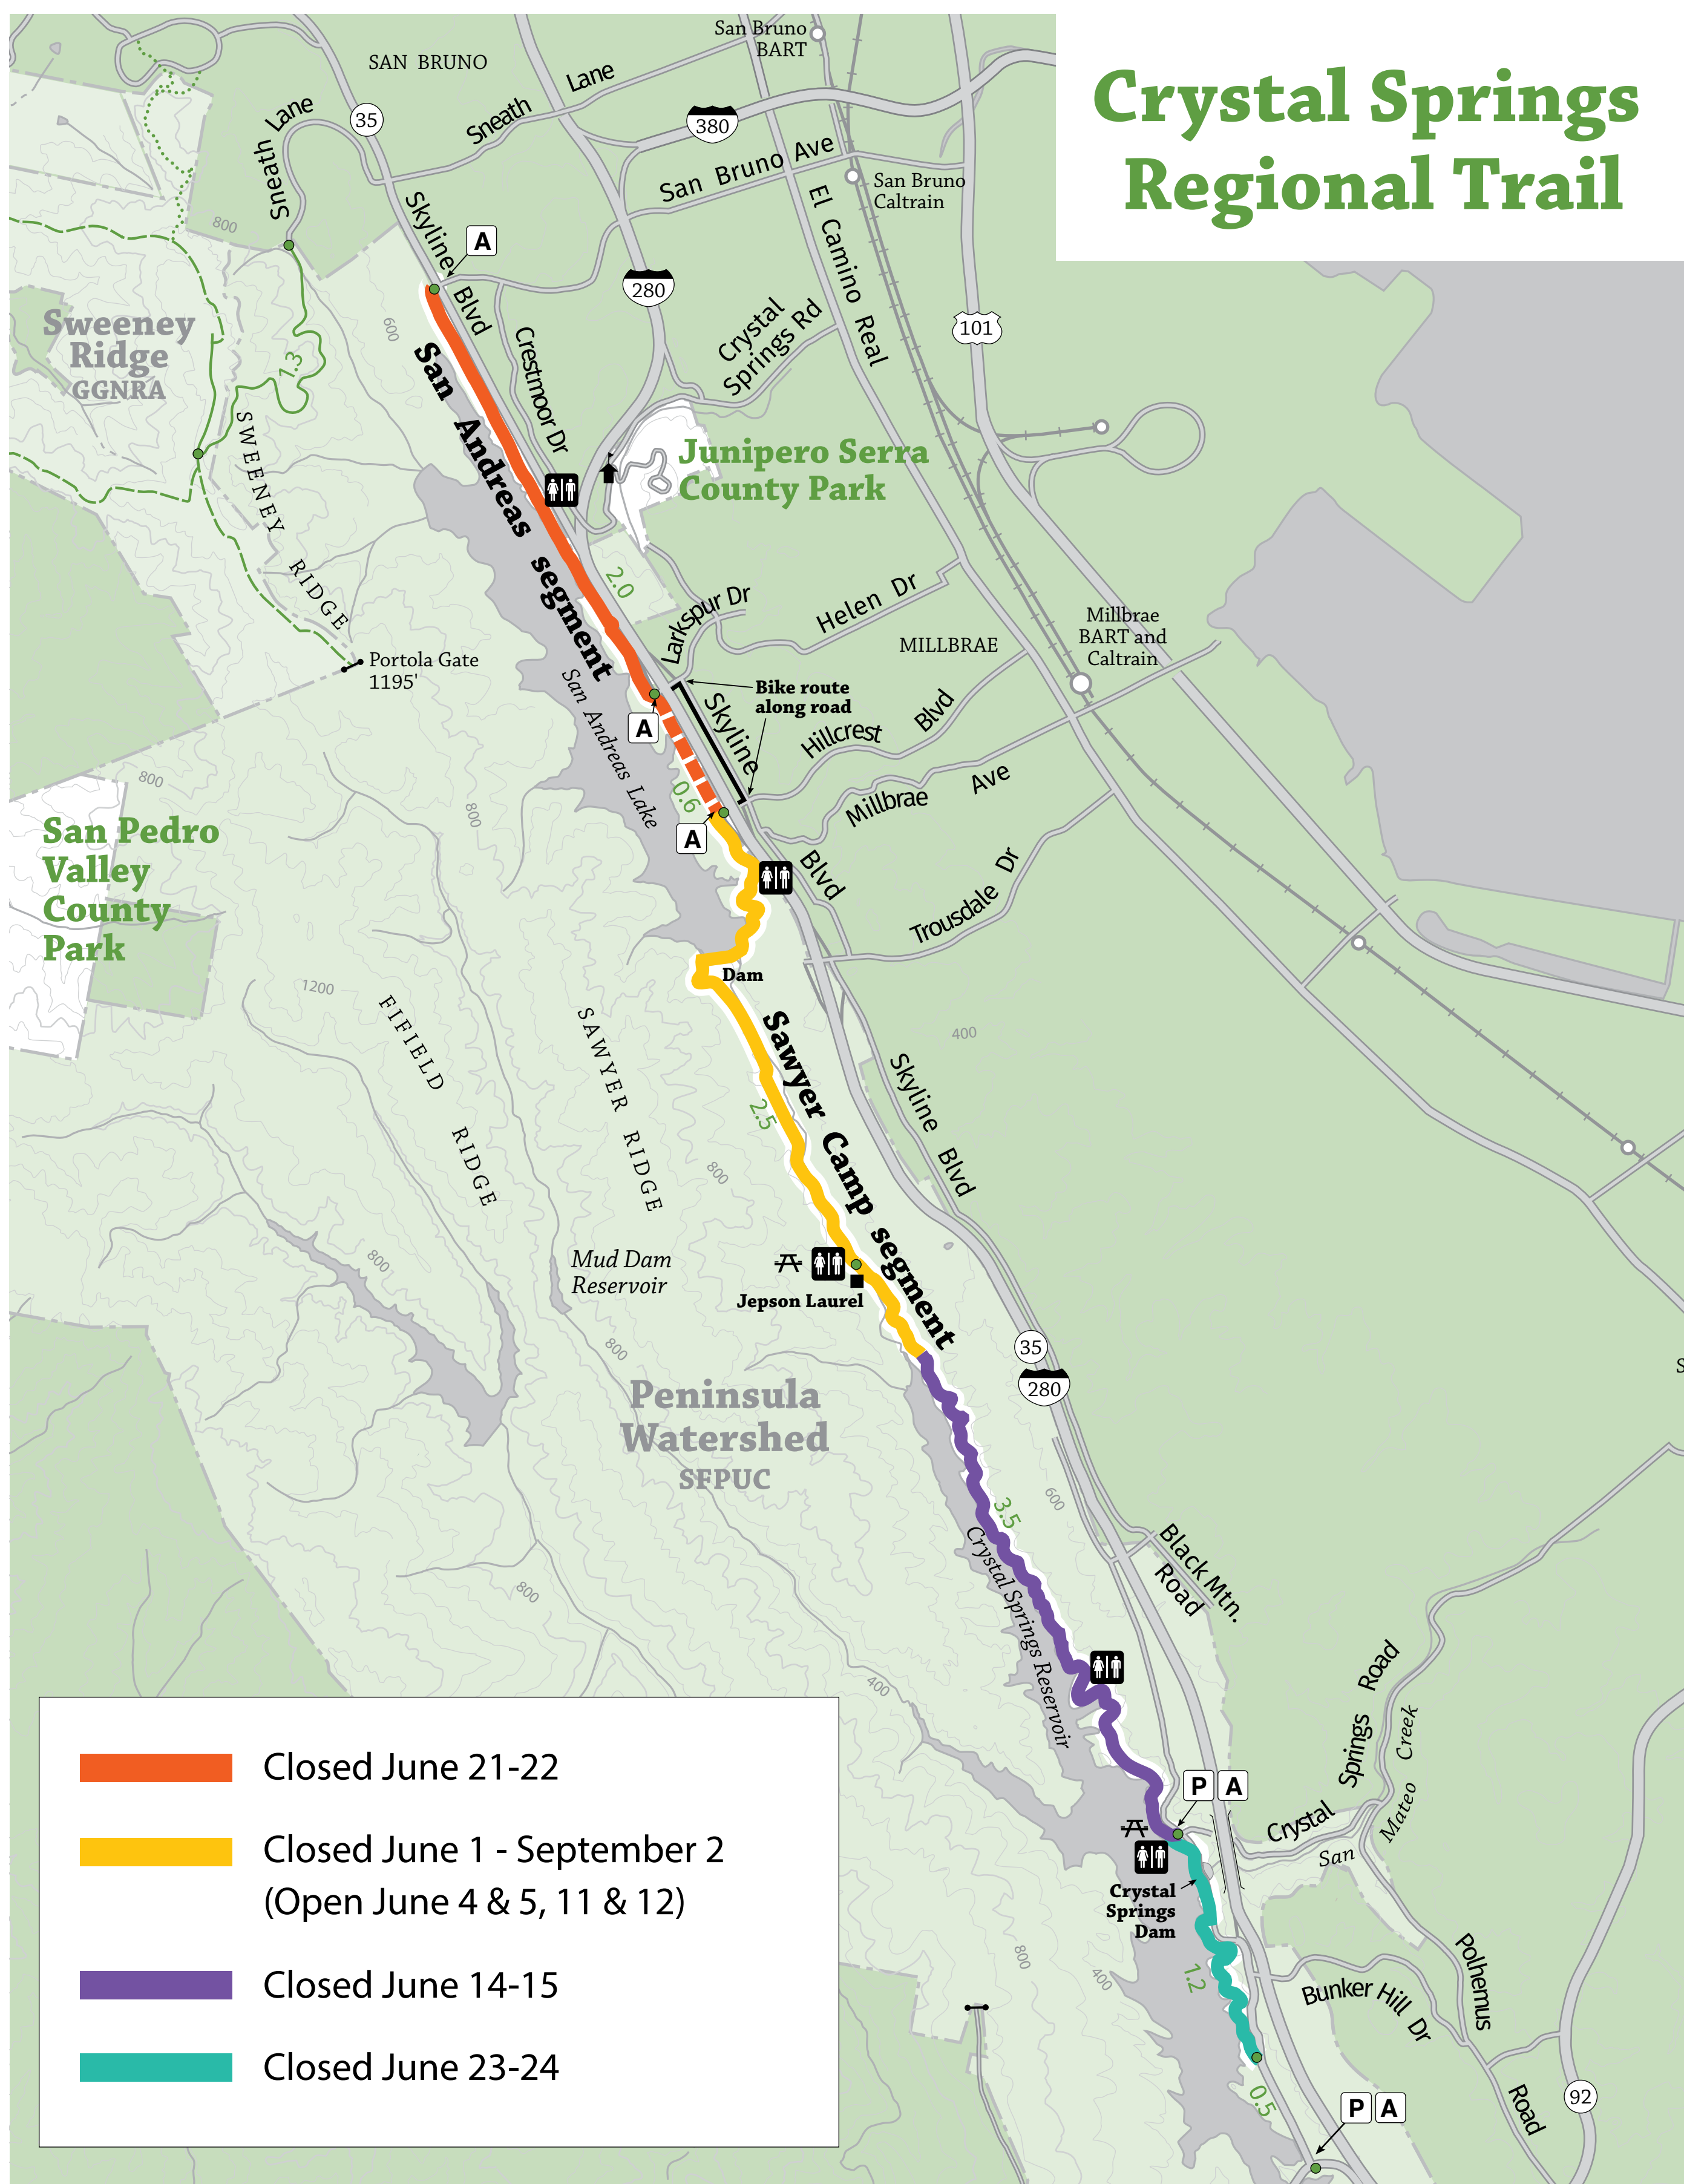 Crystal Springs
Regional Trail
San Bruno
BART
SAN BRUNO
35
Sneath Lane
Sneath Lane
380
San Bruno Ave
San Bruno
Caltrain
El Camino Real
Skyline Blvd
A
800
600
280
101
Crystal
Springs Rd
Crestmoor Dr
Sweeney
Ridge
GGNRA
1.3
SWEENEY RIDGE
San Andreas segment
Junipero Serra
County Park
2.0
Larkspur Dr
Helen Dr
MILLBRAE
Millbrae
BART and
Caltrain
Portola Gate
1195'
Bike route
along road
A
San Andreas Lake
Skyline Blvd
Hillcrest Blvd
0.6
A
Millbrae Ave
800
800
San Pedro
Valley
County
Park
Trousdale Dr
Dam
1200
FIFIELD RIDGE
SAWYER RIDGE
Sawyer Camp segment
400
Skyline Blvd
2.5
800
800
Mud Dam
Reservoir
Jepson Laurel
800
35
280
S
Peninsula
Watershed
SFPUC
3.5
600
Crystal Springs Reservoir
Black Mtn.
Road
800
400
Crystal Springs Road
San Mateo Creek
P A
Crystal
Springs
Dam
1.2
800
400
Bunker Hill Dr
Polhemus Road
92
0.5
P A
Closed June 21-22
Closed June 1 - September 2
(Open June 4 & 5, 11 & 12)
Closed June 14-15
Closed June 23-24